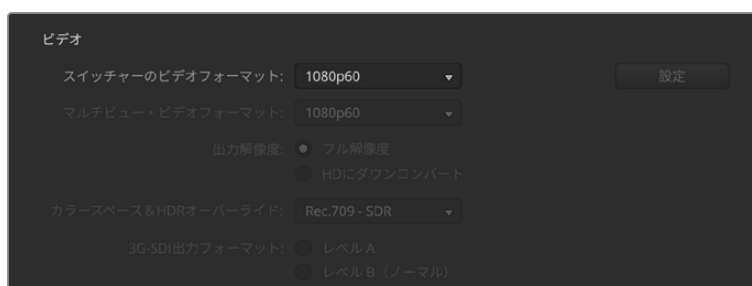 ビデオ
スイッチャーのビデオフォーマット: 1080p60 設定
マルチビュー・ビデオフォーマット: 1080p60
出力解像度: フル解像度
HDにダウンコンバート
カラースペース&HDRオーバーライド: Rec.709 - SDR
3G-SDI出力フォーマット: レベル A
レベル B（ノーマル）